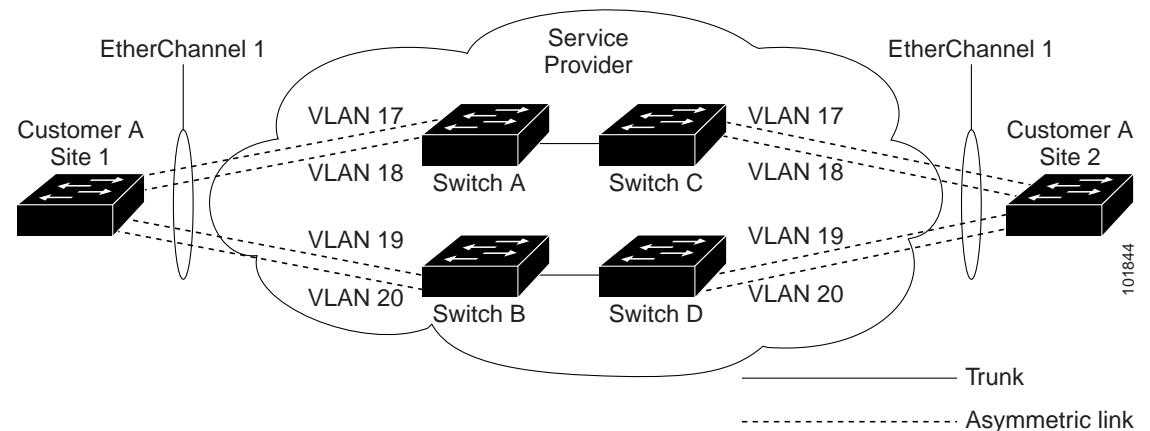 EtherChannel 1
Service
Provider
EtherChannel 1
Customer A
Site 1
VLAN 17
VLAN 18
Switch A
Switch C
VLAN 17
VLAN 18
Customer A
Site 2
VLAN 19
VLAN 20
Switch B
Switch D
VLAN 19
VLAN 20
101844
Trunk
Asymmetric link